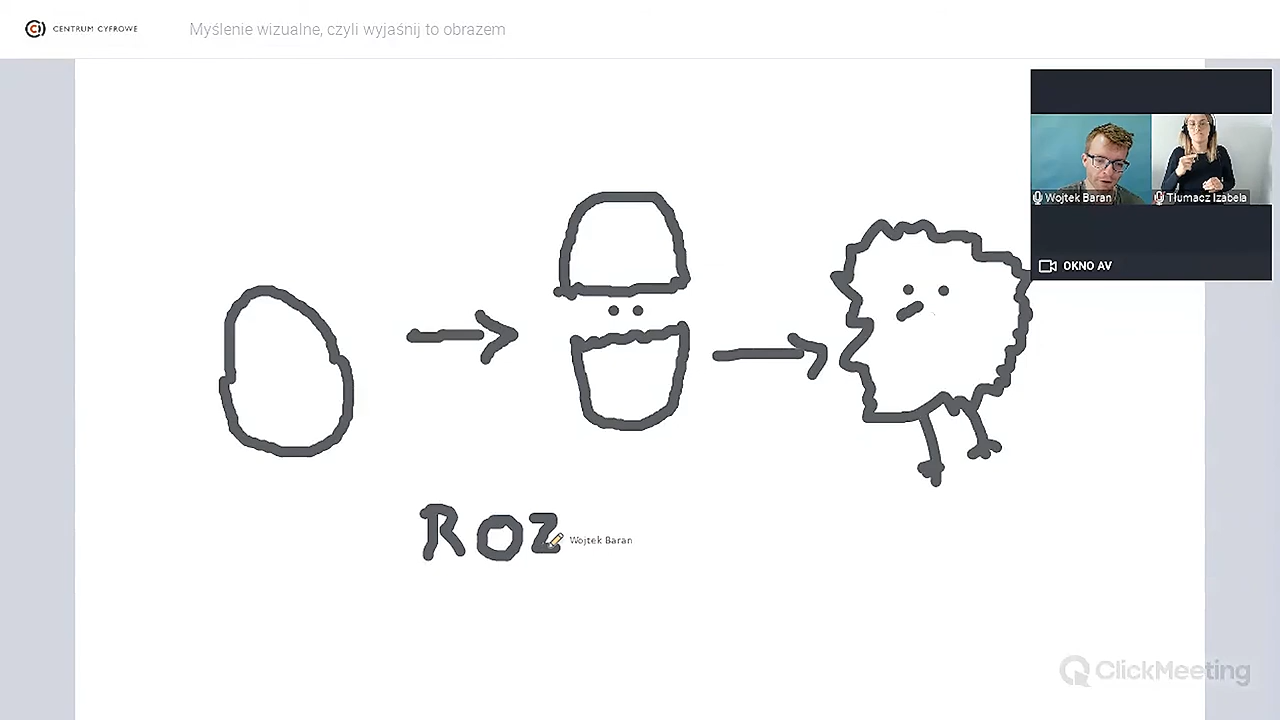 CENTRUM CYFROWE
Myślenie wizualne, czyli wyjaśnij to obrazem
Wojtek Baran
Tłumacz Izabela
OKNO AV
ROZ
Wojtek Baran
ClickMeeting